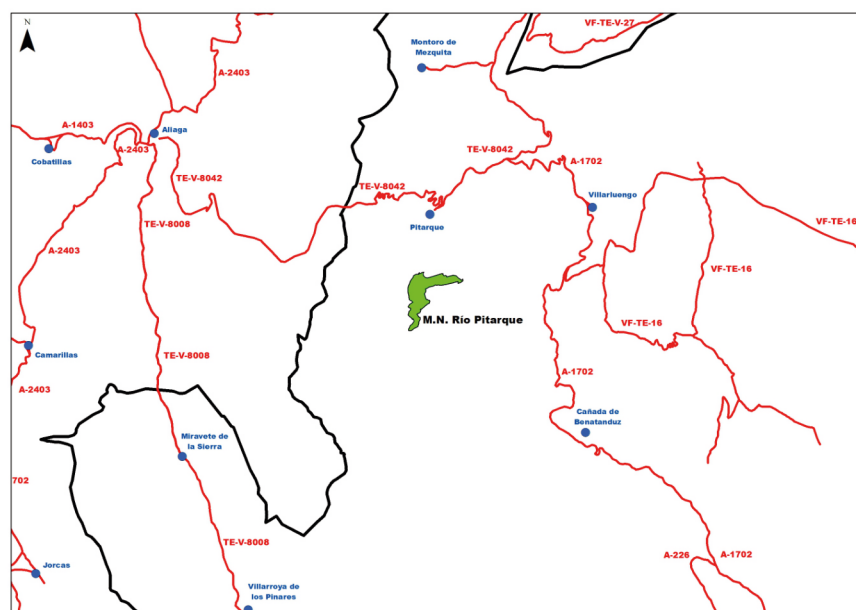 N
VF-TE-V-27
Montoro de
Mezquita
A-2403
A-1403
Aliaga
Cobatillas
A-2403
TE-V-8042
A-1702
TE-V-8042
TE-V-8042
Villarluengo
Pitarque
TE-V-8008
VF-TE-16
A-2403
VF-TE-16
M.N. Río Pitarque
VF-TE-16
Camarillas
TE-V-8008
A-2403
A-1702
Cañada de
Benatanduz
Miravete de
la Sierra
702
TE-V-8008
A-226
A-1702
Jorcas
Villarroya de
los Pinares